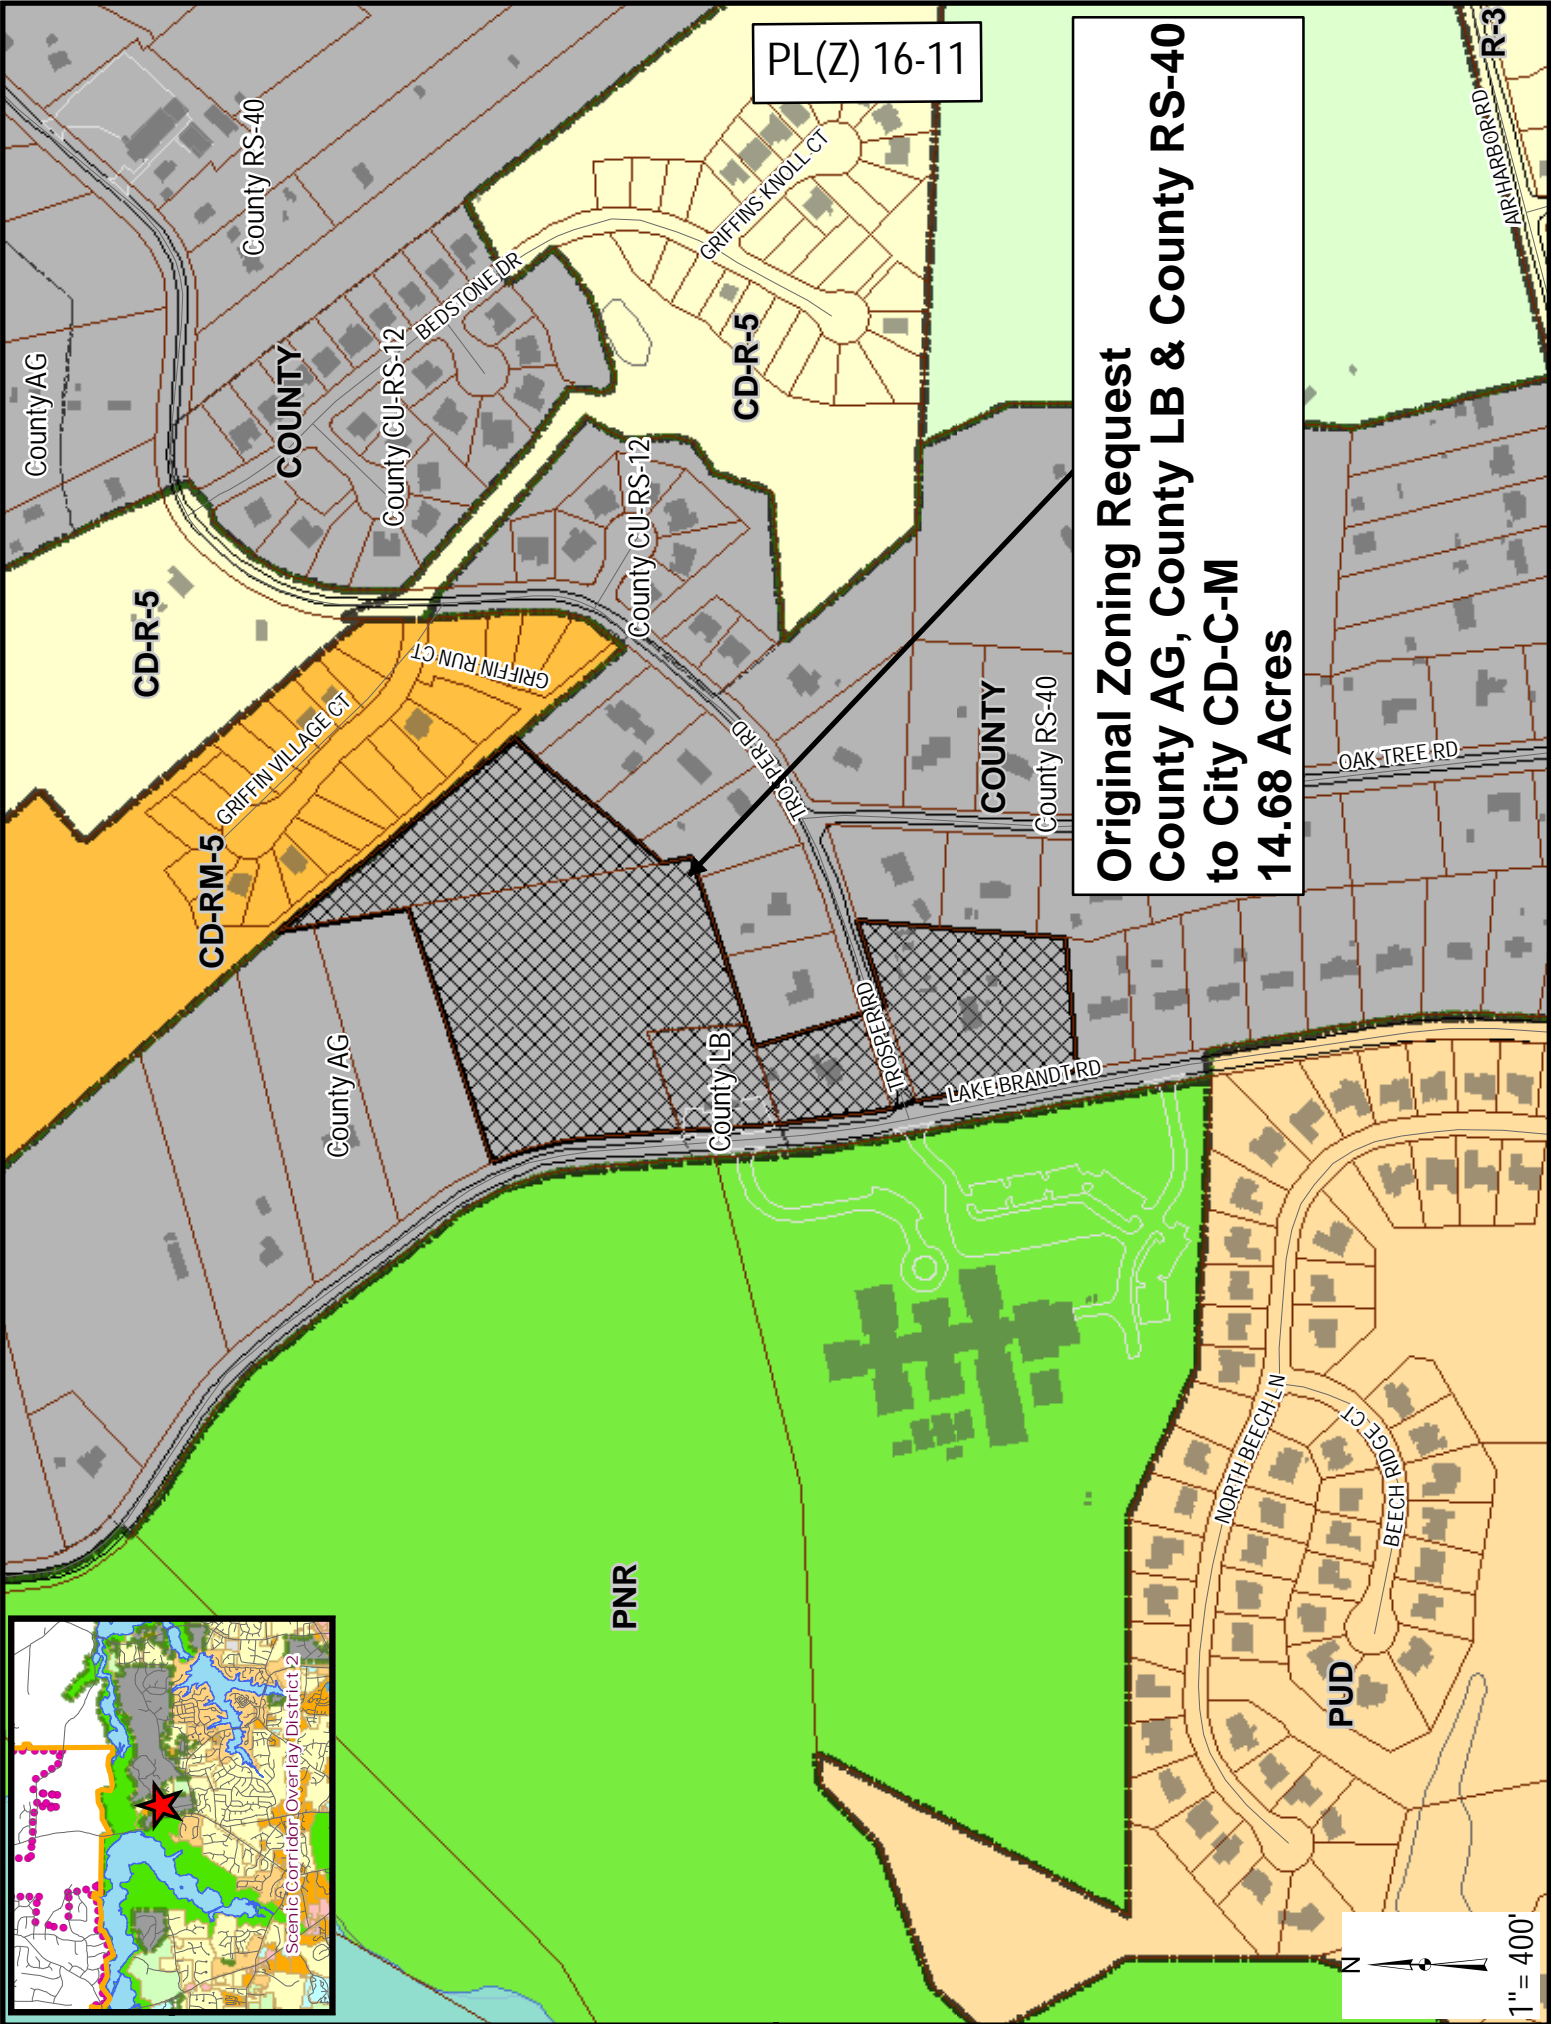 PL(Z) 16-11
Original Zoning Request
County AG, County LB & County RS-40
to City CD-C-M
14.68 Acres
Scenic Corridor Overlay District-2
PNR
PUD
NORTH BEECH LN
BEECH RIDGE CT
1" = 400'
N
County AG
County LB
LAKE BRANDT RD
TROSPER RD
TROSPER RD
CD-RM-5
GRIFFIN VILLAGE CT
GRIFFIN RUN CT
CD-R-5
COUNTY
County RS-40
OAK TREE RD
County CU-RS-12
County AG
COUNTY
County CU-RS-12
BEDSTONE DR
CD-R-5
GRIFFINS KNOLL CT
County RS-40
AIR HARBOR RD
R-3